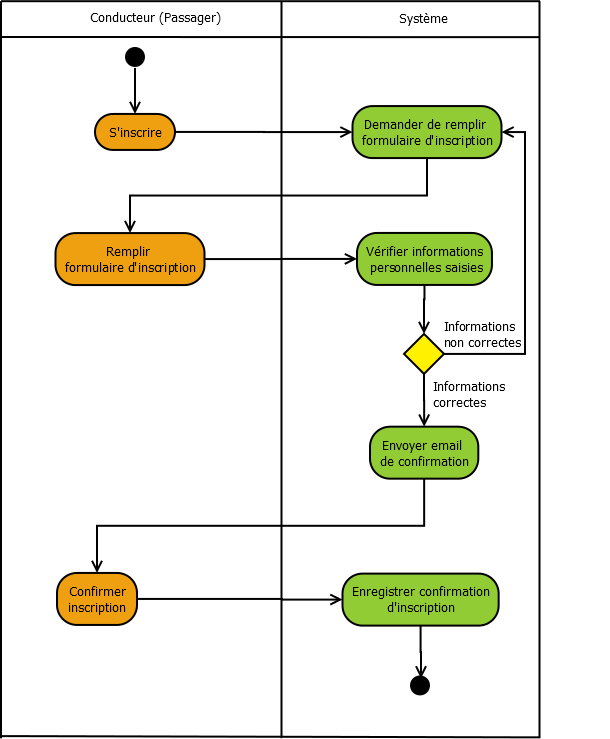 Conducteur (Passager)
Système
S'inscrire
Demander de remplir
formulaire d'inscription
Remplir
formulaire d'inscription
Vérifier informations
personnelles saisies
Informations
non correctes
Informations
correctes
Envoyer email
de confirmation
Confirmer
inscription
Enregistrer confirmation
d'inscription